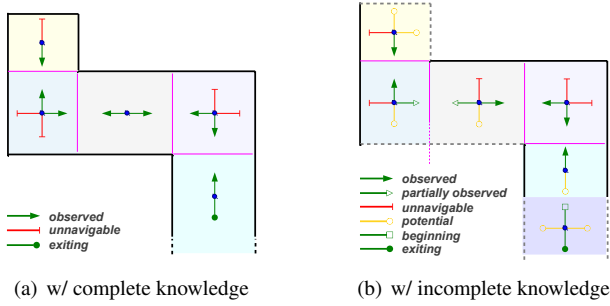 observed
unnavigable
exiting
observed
partially observed
unnavigable
potential
beginning
exiting
(a) w/ complete knowledge
(b) w/ incomplete knowledge